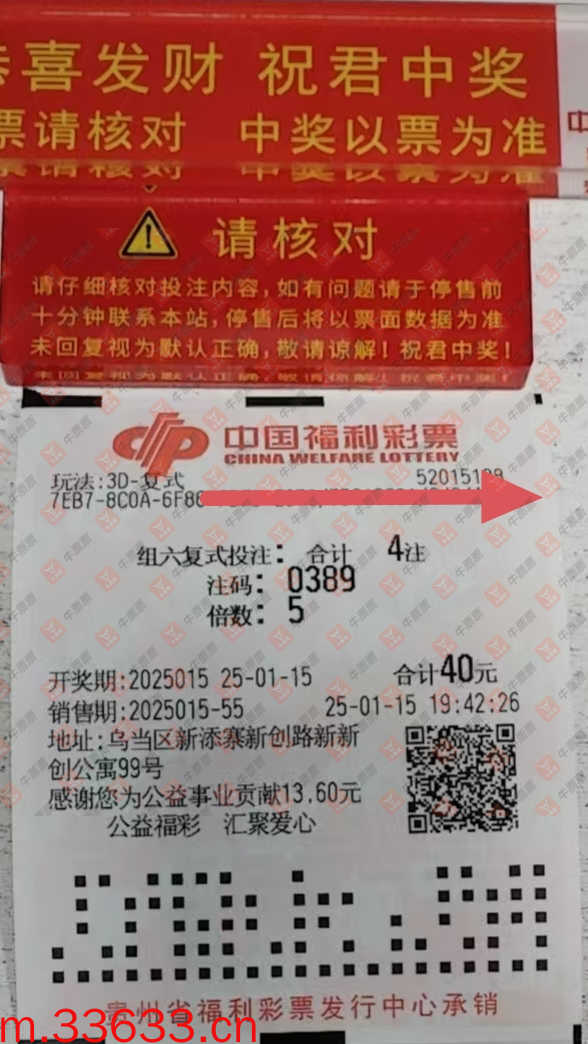 恭喜发财 祝君中奖
票请核对 中奖以票为准
请核对
请仔细核对投注内容,如有问题请于停售前
十分钟联系本站,停售后将以票面数据为准
未回复视为默认正确,敬请谅解!祝君中奖!
中国福利彩票
CHINA WELFARE LOTTERY
玩法:3D-复式
7EB7-8C0A-6F86
组六复式投注: 合计 4注
注码: 0389
倍数: 5
开奖期:2025015 25-01-15 合计40元
销售期:2025015-55 25-01-15 19:42:26
地址:乌当区新添寨新创路新新
创公寓99号
感谢您为公益事业贡献13.60元
公益福彩 汇聚爱心
贵州省福利彩票发行中心承销
m.33633.cn